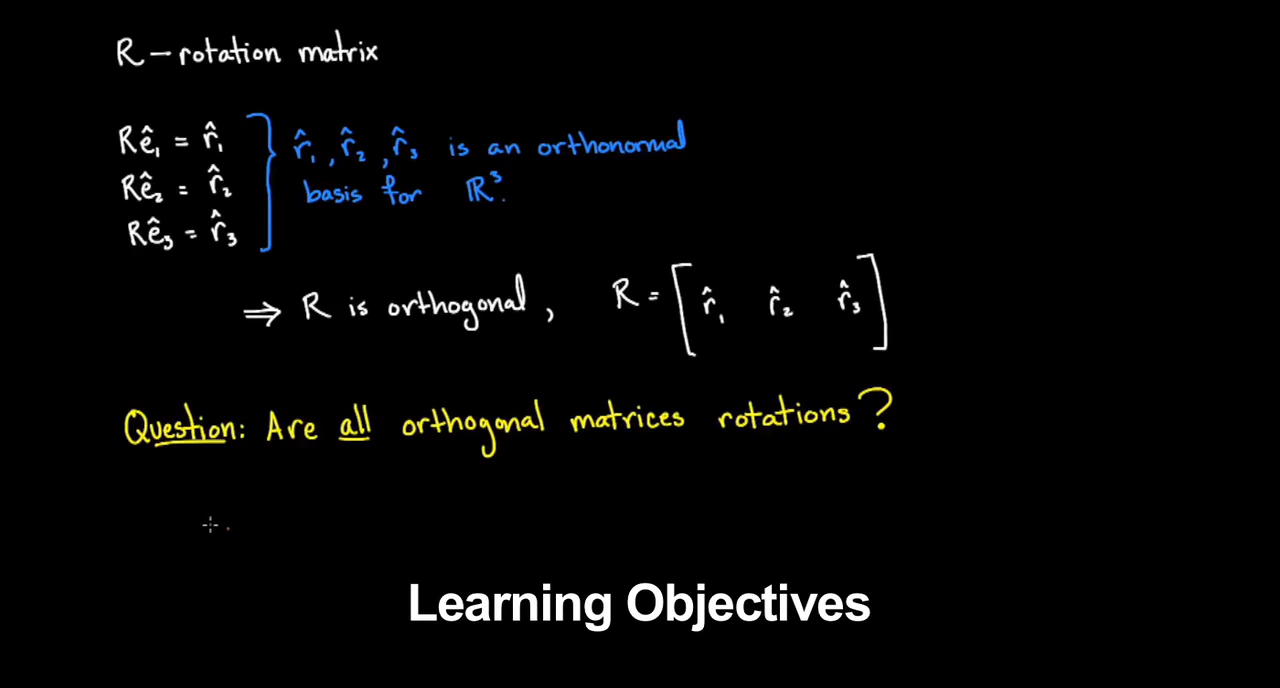 R – rotation matrix
Rê₁ = r̂₁
Rê₂ = r̂₂
Rê₃ = r̂₃
r̂₁, r̂₂, r̂₃ is an orthonormal
basis for ℝ³.
⇒ R is orthogonal, R = [r̂₁ r̂₂ r̂₃]
Question: Are all orthogonal matrices rotations?
Learning Objectives